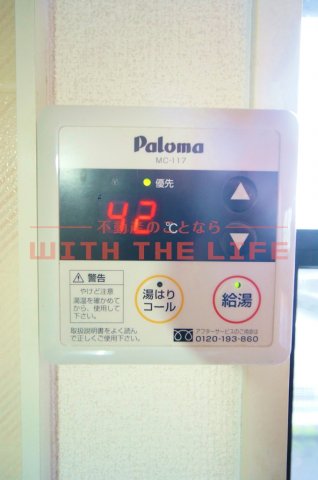 Paloma
MC-117
優先
42 ℃
不動産のことなら
WITH THE LIFE
警告
やけど注意
高温を確かめて
から、使用して
下さい。
取扱説明書をよく読ん
で正しくご使用下さい。
湯はり
コール
給湯
アフターサービスのご用命は
0120-193-860